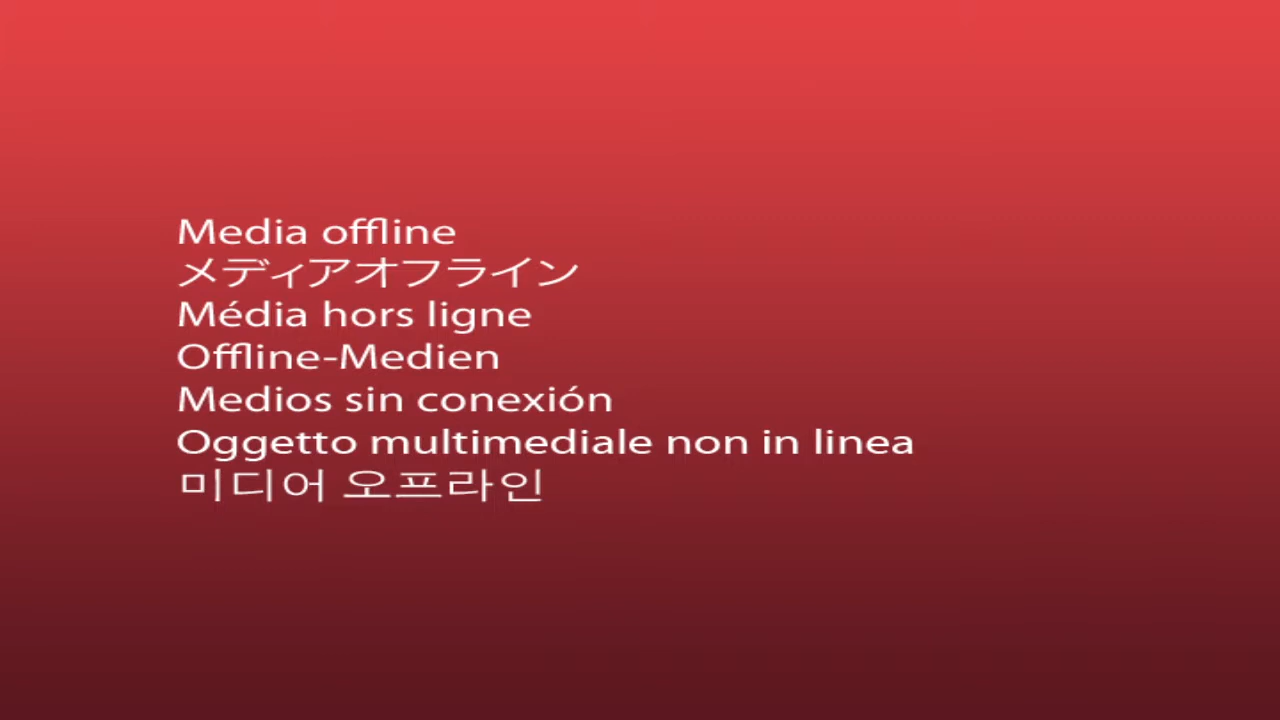 Media offline
メディアオフライン
Média hors ligne
Offline-Medien
Medios sin conexión
Oggetto multimediale non in linea
미디어 오프라인